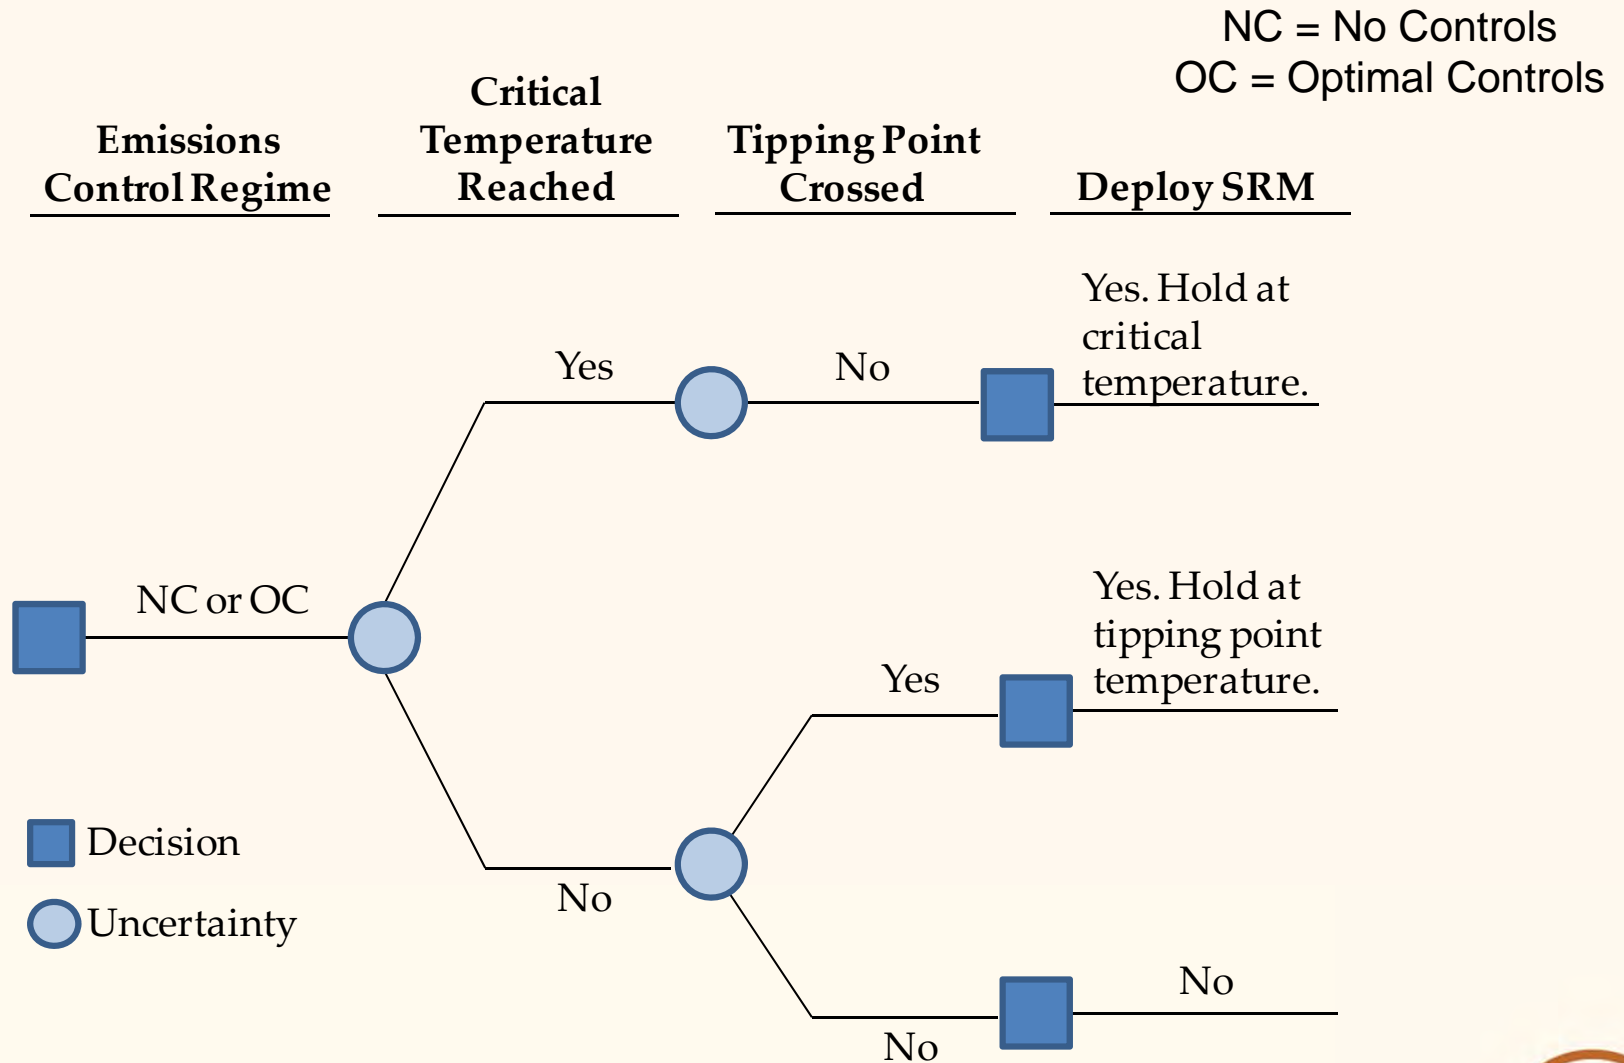 NC = No Controls
OC = Optimal Controls
Emissions
Control Regime
Critical
Temperature
Reached
Tipping Point
Crossed
Deploy SRM
Yes
No
Yes. Hold at
critical
temperature.
NC or OC
Yes
Yes. Hold at
tipping point
temperature.
No
No
No
Decision
Uncertainty